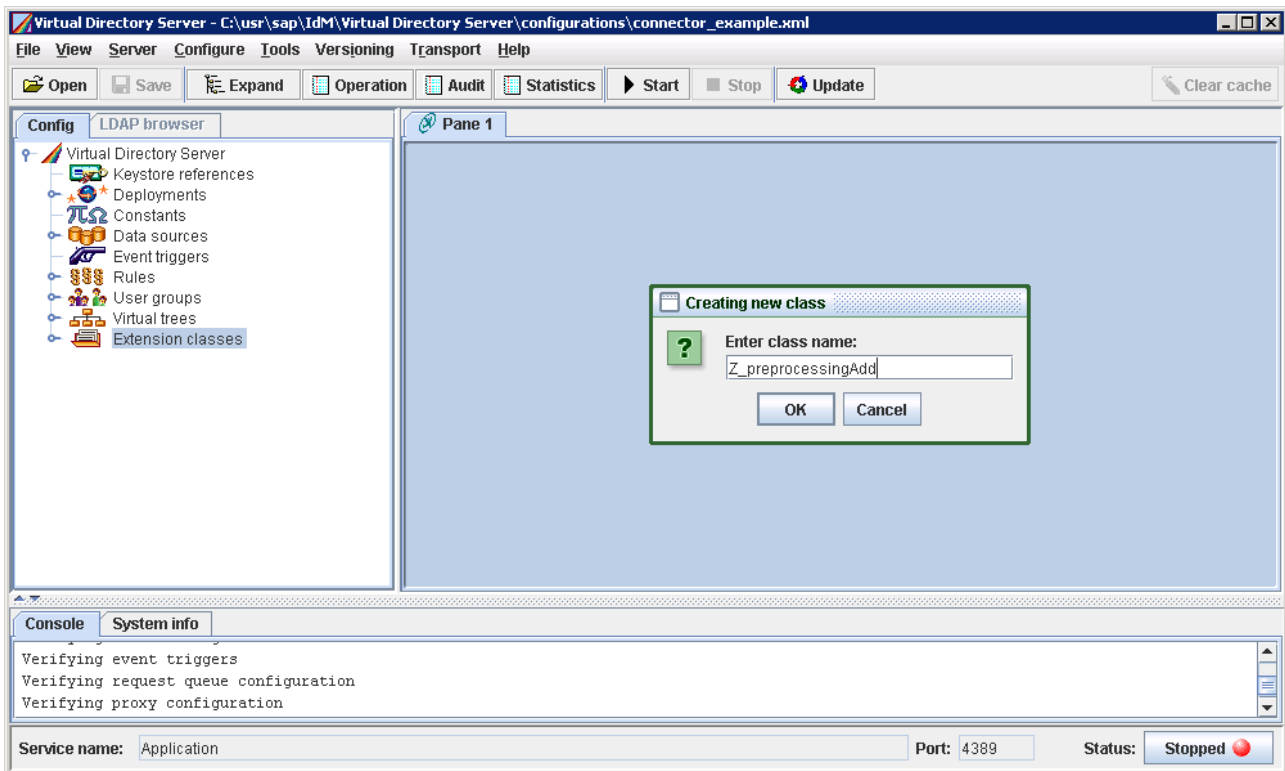 Virtual Directory Server - C:\usr\sap\IdM\Virtual Directory Server\configurations\connector_example.xml
File View Server Configure Tools Versioning Transport Help
Open Save Expand Operation Audit Statistics Start Stop Update Clear cache
Config LDAP browser Pane 1
Virtual Directory Server
Keystore references
Deployments
Constants
Data sources
Event triggers
Rules
User groups
Virtual trees
Extension classes
Creating new class
Enter class name:
Z_preprocessingAdd
OK Cancel
Console System info
Verifying event triggers
Verifying request queue configuration
Verifying proxy configuration
Service name: Application Port: 4389 Status: Stopped